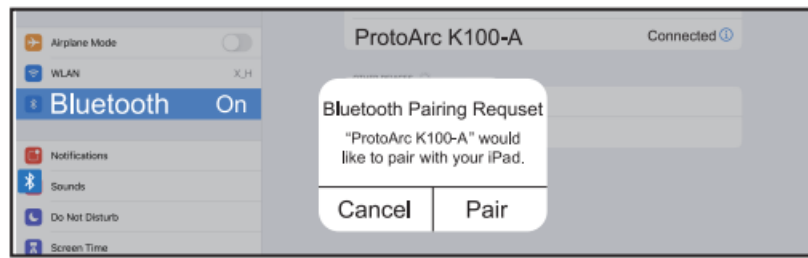 Airplane Mode
WLAN X_H
Bluetooth On
Notifications
Sounds
Do Not Disturb
Screen Time
ProtoArc K100-A Connected
Bluetooth Pairing Requset
“ProtoArc K100-A” would
like to pair with your iPad.
Cancel Pair